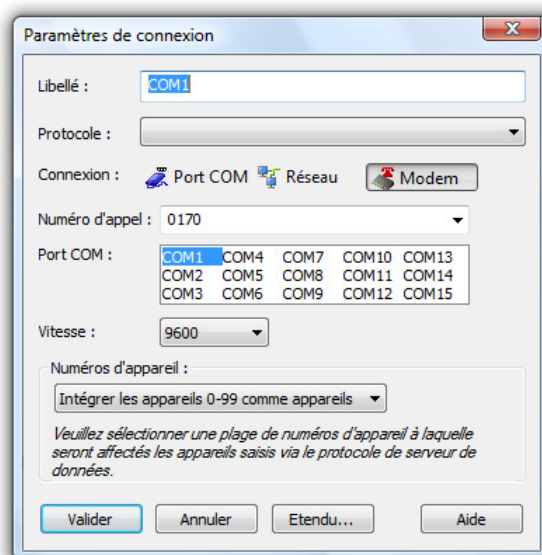 Paramètres de connexion
Libellé : COM1
Protocole :
Connexion : Port COM Réseau Modem
Numéro d'appel : 0170
Port COM : COM1 COM4 COM7 COM10 COM13
COM2 COM5 COM8 COM11 COM14
COM3 COM6 COM9 COM12 COM15
Vitesse : 9600
Numéros d'appareil :
Intégrer les appareils 0-99 comme appareils
Veuillez sélectionner une plage de numéros d'appareil à laquelle
seront affectés les appareils saisis via le protocole de serveur de
données.
Valider Annuler Etendu... Aide